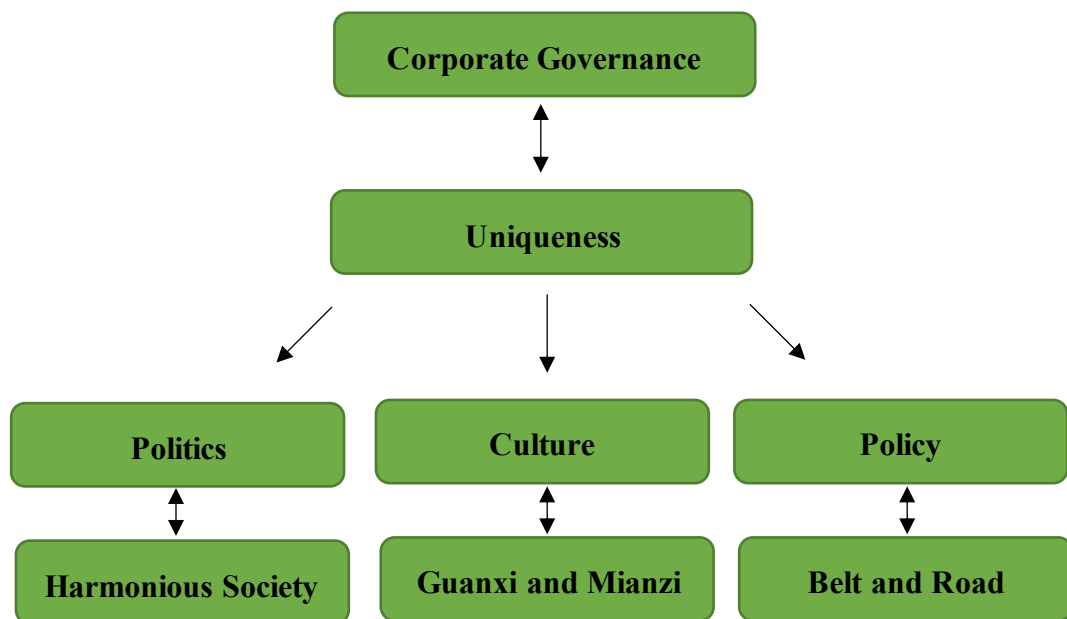 Corporate Governance
Uniqueness
Politics
Culture
Policy
Harmonious Society
Guanxi and Mianzi
Belt and Road